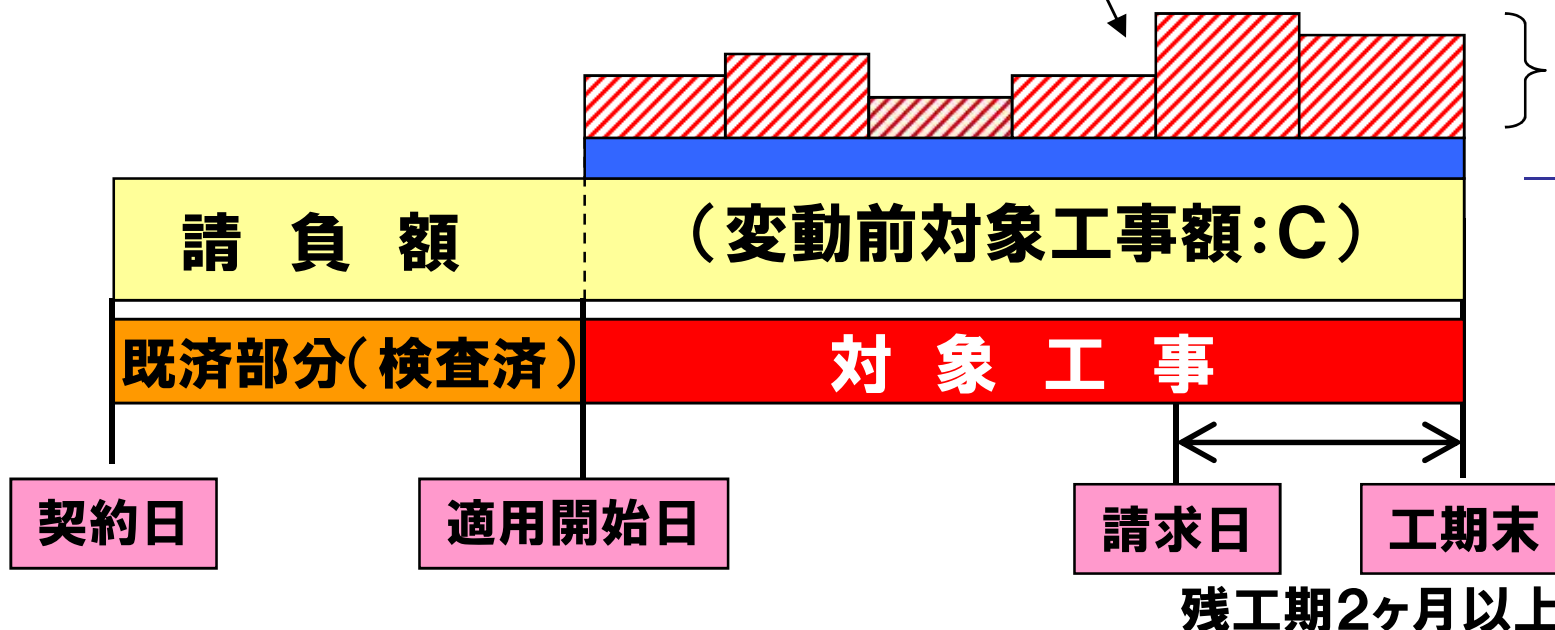 請負額 (変動前対象工事額:C)
既済部分(検査済) 対象工事
契約日 適用開始日 請求日 工期末
残工期2ヶ月以上